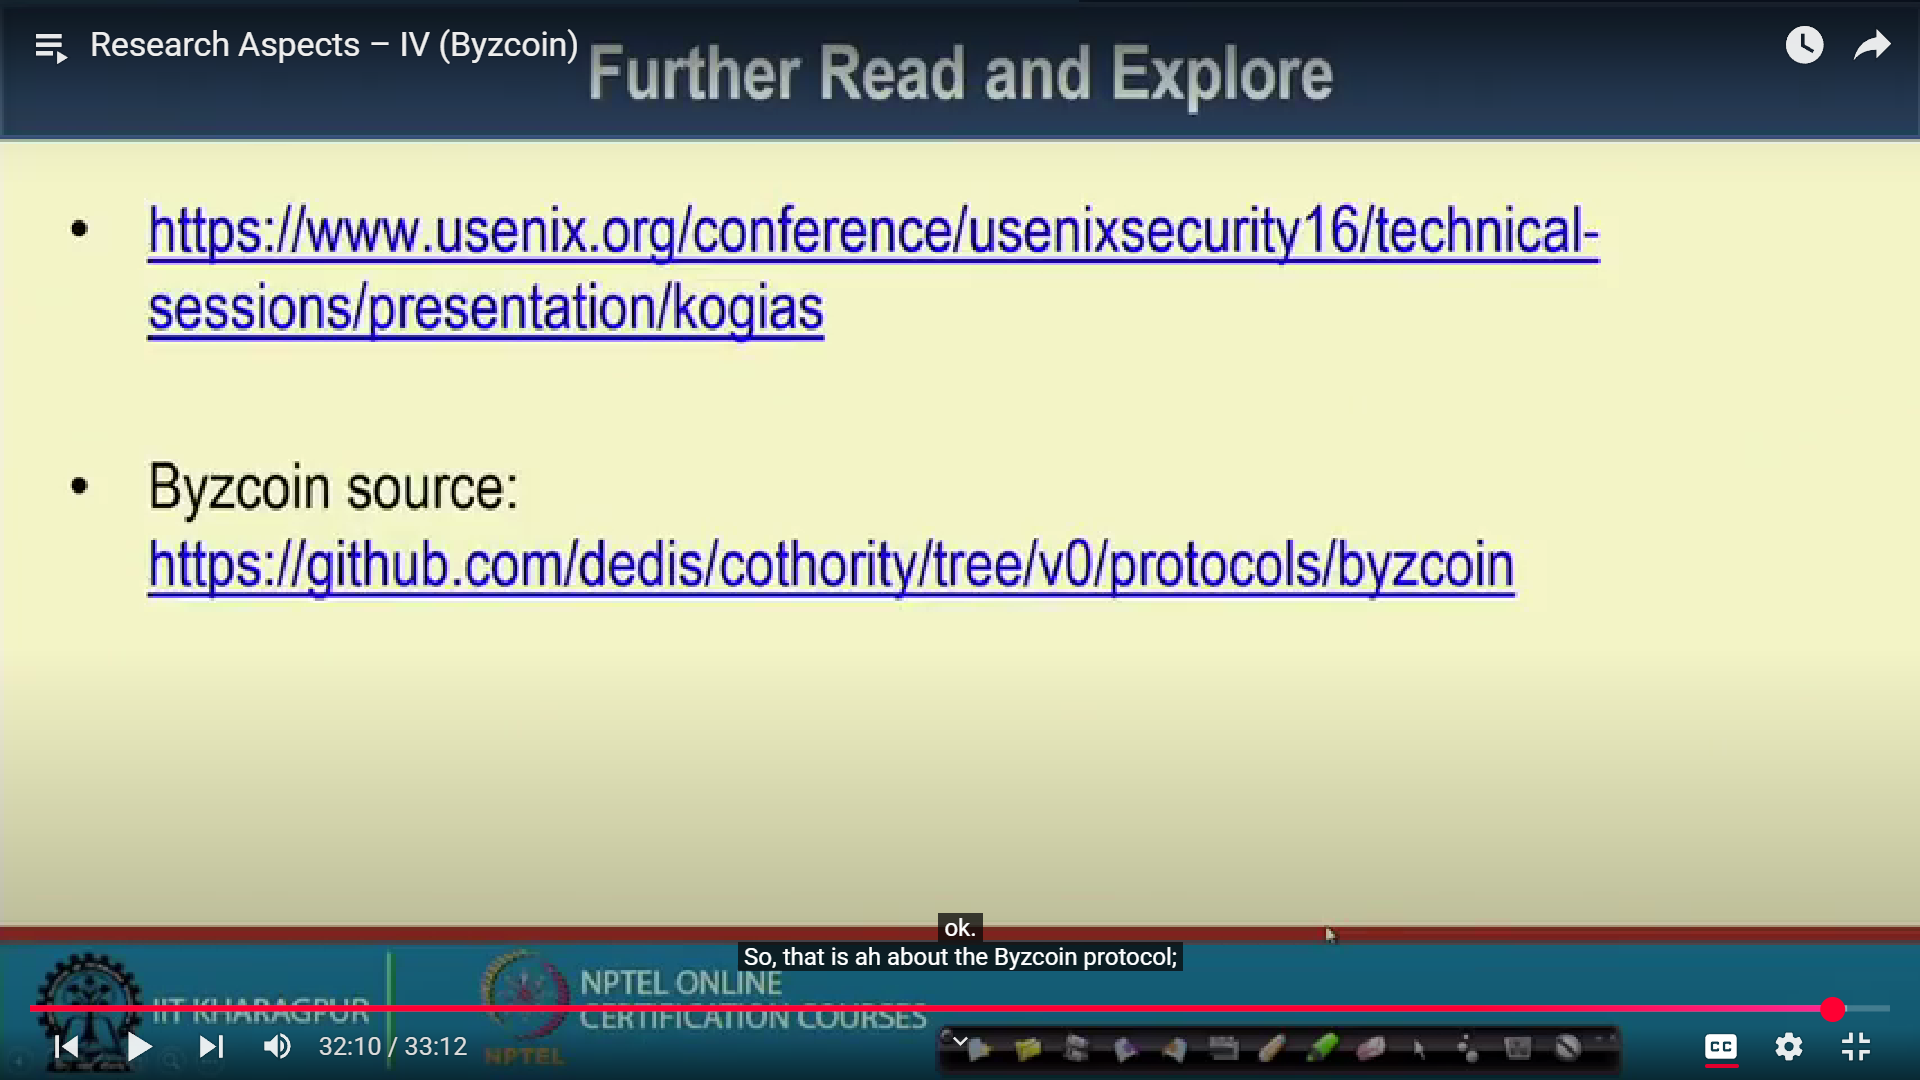 Research Aspects – IV (Byzcoin)
Further Read and Explore
• https://www.usenix.org/conference/usenixsecurity16/technical-
sessions/presentation/kogias
• Byzcoin source:
https://github.com/dedis/cothority/tree/v0/protocols/byzcoin
ok.
So, that is ah about the Byzcoin protocol;
IIT KHARAGPUR
NPTEL ONLINE
CERTIFICATION COURSES
NPTEL
32:10 / 33:12
CC